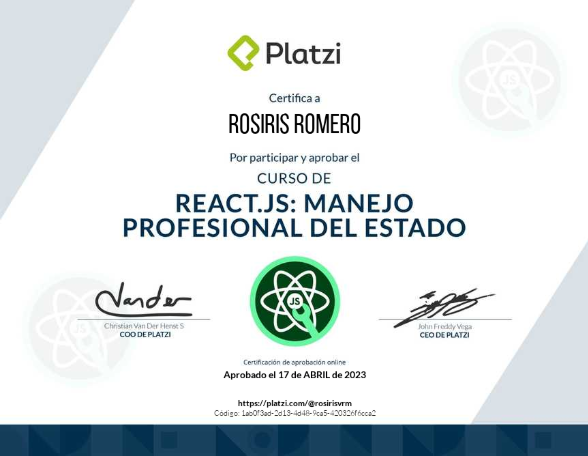 Platzi
Certifica a
ROSIRIS ROMERO
Por participar y aprobar el
CURSO DE
REACT.JS: MANEJO
PROFESIONAL DEL ESTADO
JS
Vander
Christian Van Der Henst S
COO DE PLATZI
John Freddy Vega
CEO DE PLATZI
Certificación de aprobación online
Aprobado el 17 de ABRIL de 2023
https://platzi.com/@rosirisvrm
Código: 1ab0f3ad-2d13-4d48-9ca5-420326f6cca2